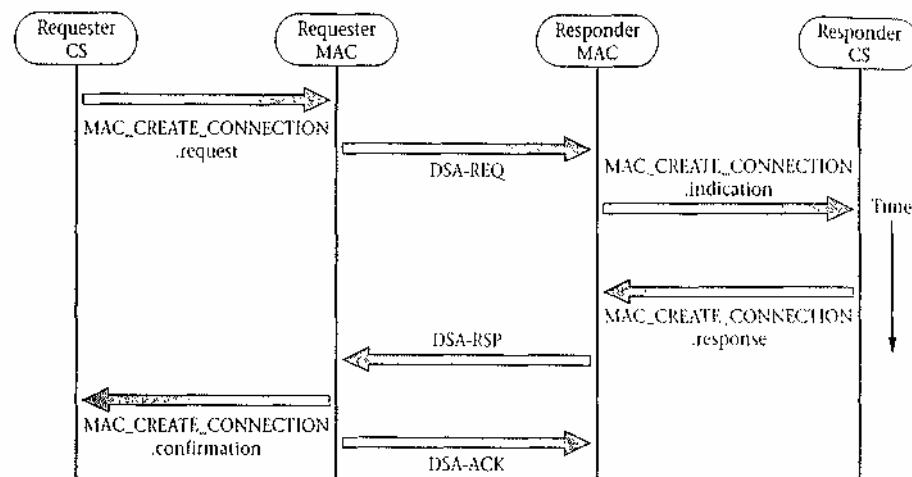 Requester
CS
Requester
MAC
Responder
MAC
Responder
CS
MAC_CREATE_CONNECTION
.request
DSA-REQ
MAC_CREATE_CONNECTION
.indication
Time
MAC_CREATE_CONNECTION
.response
DSA-RSP
MAC_CREATE_CONNECTION
.confirmation
DSA-ACK